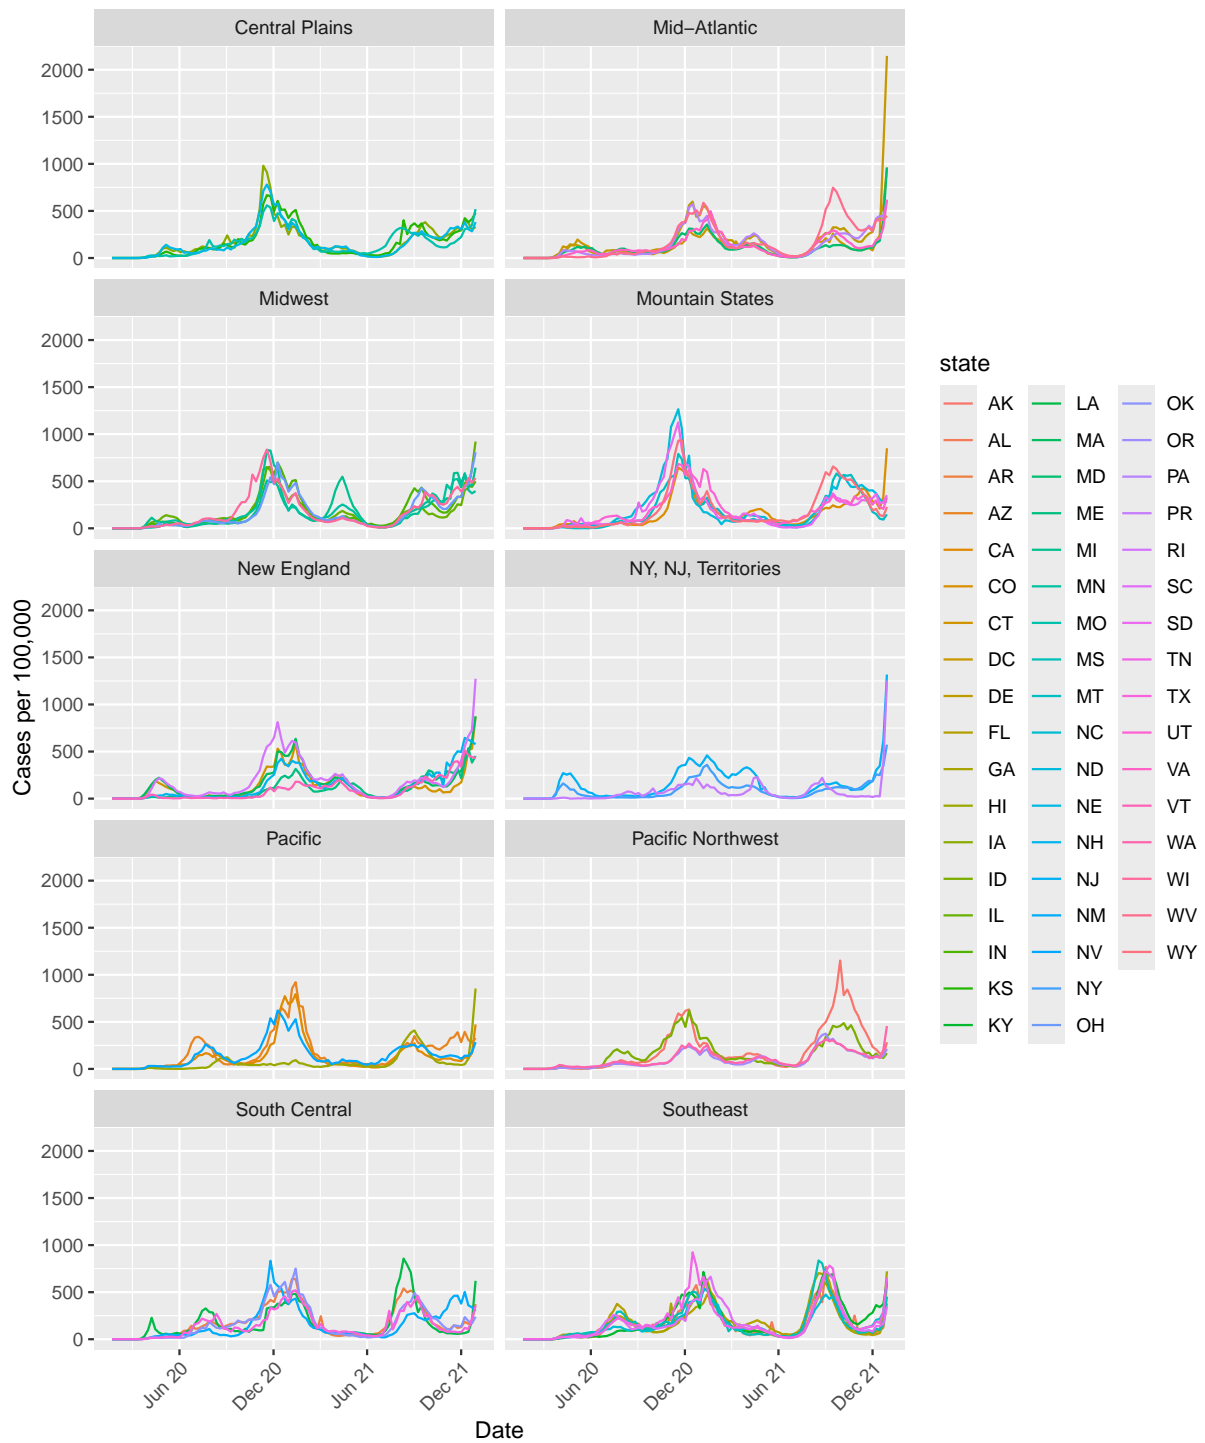 Central Plains
Mid−Atlantic
2000
1500
1000
500
0
Midwest
Mountain States
2000
1500
1000
500
0
New England
NY, NJ, Territories
2000
1500
1000
500
0
Pacific
Pacific Northwest
2000
1500
1000
500
0
South Central
Southeast
2000
1500
1000
500
0
Jun 20
Dec 20
Jun 21
Dec 21
Jun 20
Dec 20
Jun 21
Dec 21
Date
Cases per 100,000
state
AK
AL
AR
AZ
CA
CO
CT
DC
DE
FL
GA
HI
IA
ID
IL
IN
KS
KY
LA
MA
MD
ME
MI
MN
MO
MS
MT
NC
ND
NE
NH
NJ
NM
NV
NY
OH
OK
OR
PA
PR
RI
SC
SD
TN
TX
UT
VA
VT
WA
WI
WV
WY